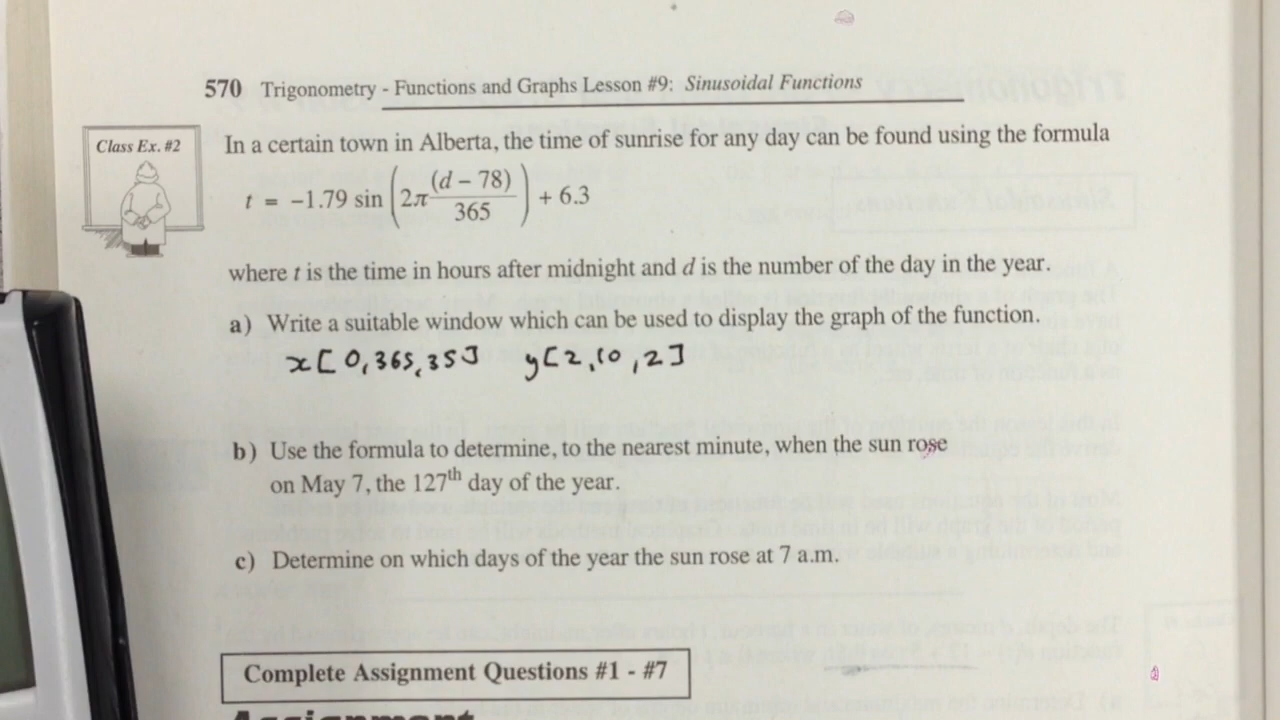 570 Trigonometry - Functions and Graphs Lesson #9: Sinusoidal Functions
Class Ex. #2
In a certain town in Alberta, the time of sunrise for any day can be found using the formula
t = −1.79 sin (2π (d − 78)/365) + 6.3
where t is the time in hours after midnight and d is the number of the day in the year.
a) Write a suitable window which can be used to display the graph of the function.
x[0,365,35] y[2,10,2]
b) Use the formula to determine, to the nearest minute, when the sun rose
on May 7, the 127th day of the year.
c) Determine on which days of the year the sun rose at 7 a.m.
Complete Assignment Questions #1 - #7
Assignment